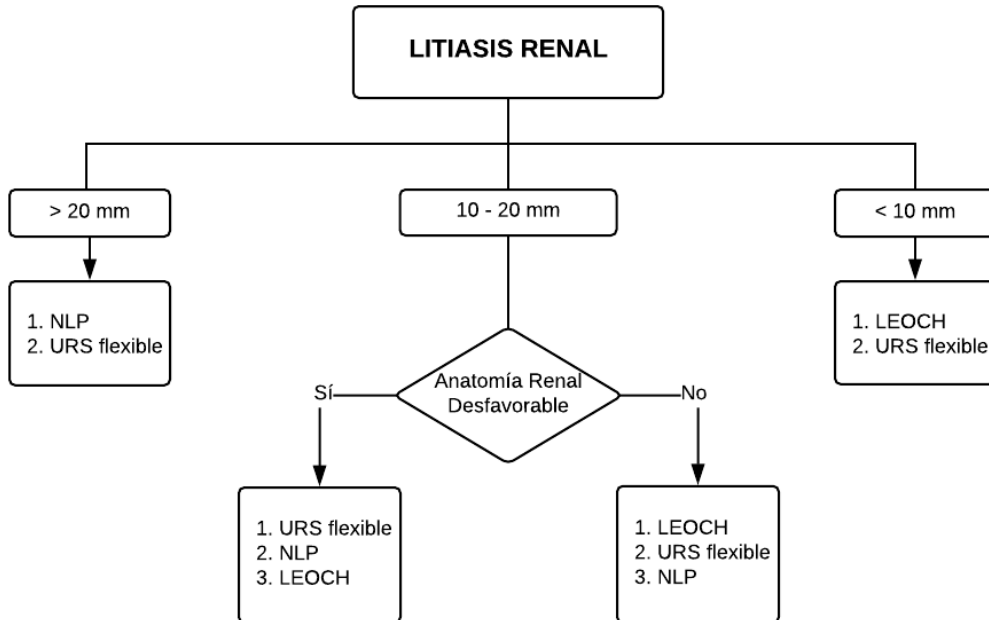 LITIASIS RENAL
> 20 mm
10 - 20 mm
< 10 mm
1. NLP
2. URS flexible
1. LEOCH
2. URS flexible
Anatomía Renal
Desfavorable
Sí
No
1. URS flexible
2. NLP
3. LEOCH
1. LEOCH
2. URS flexible
3. NLP